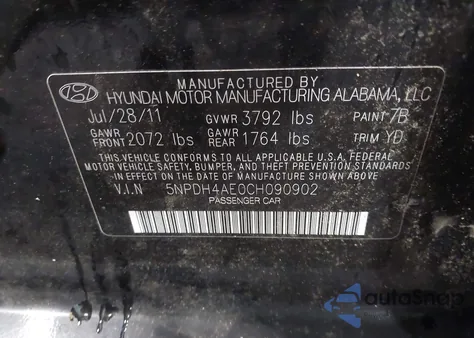 MANUFACTURED BY
HYUNDAI MOTOR MANUFACTURING ALABAMA, LLC
Jul/28/11 GVWR 3792 lbs PAINT 7B
GAWR FRONT 2072 lbs GAWR REAR 1764 lbs TRIM YD
THIS VEHICLE CONFORMS TO ALL APPLICABLE U.S.A. FEDERAL
MOTOR VEHICLE SAFETY, BUMPER, AND THEFT PREVENTION STANDARDS
IN EFFECT ON THE DATE OF MANUFACTURE SHOWN ABOVE.
V.I.N 5NPDH4AE0CH090902
PASSENGER CAR
autoSnap